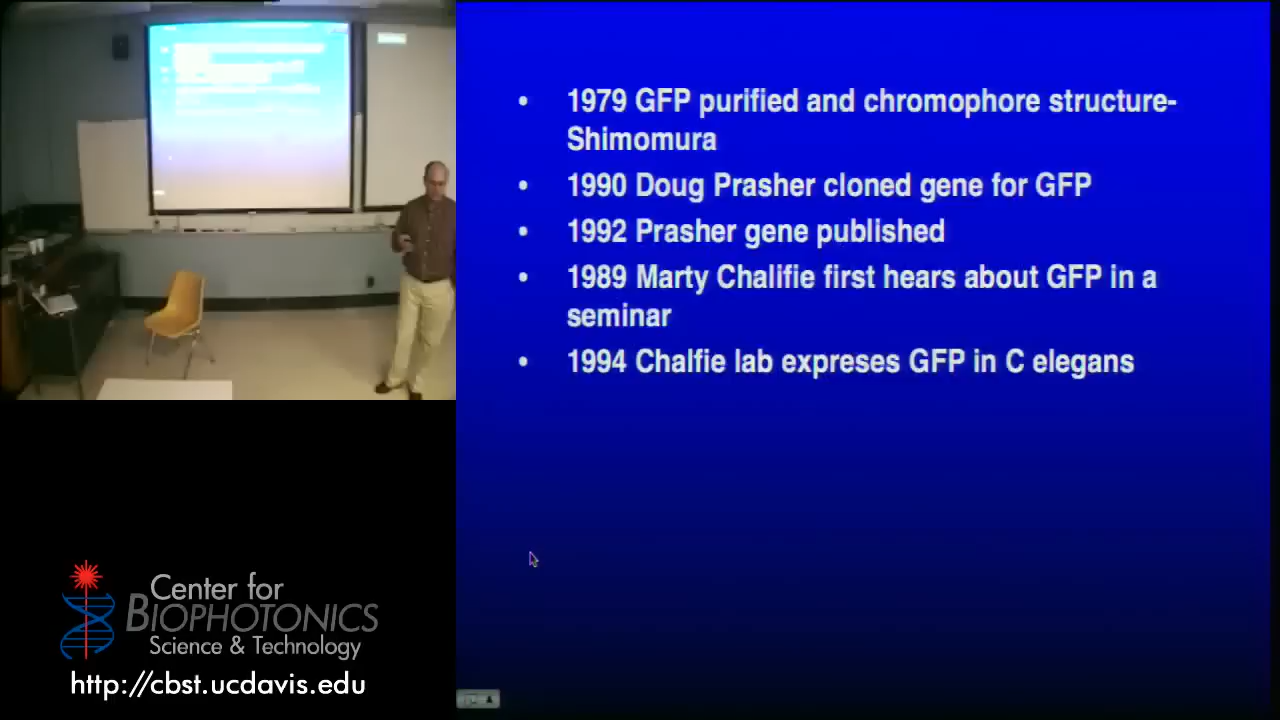 • 1979 GFP purified and chromophore structure-
Shimomura
• 1990 Doug Prasher cloned gene for GFP
• 1992 Prasher gene published
• 1989 Marty Chalifie first hears about GFP in a
seminar
• 1994 Chalfie lab expreses GFP in C elegans
Center for
BIOPHOTONICS
Science & Technology
http://cbst.ucdavis.edu